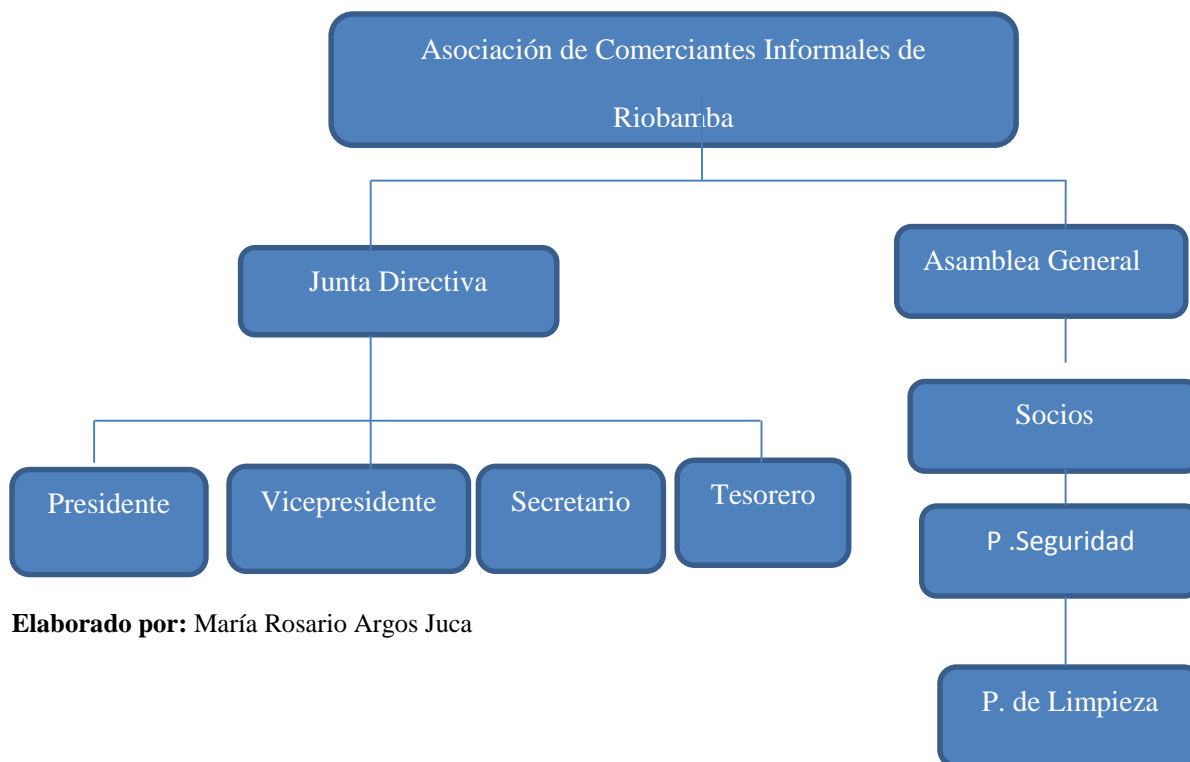 Asociación de Comerciantes Informales de
Riobamba
Junta Directiva
Asamblea General
Socios
Presidente
Vicepresidente
Secretario
Tesorero
P .Seguridad
Elaborado por: María Rosario Argos Juca
P. de Limpieza